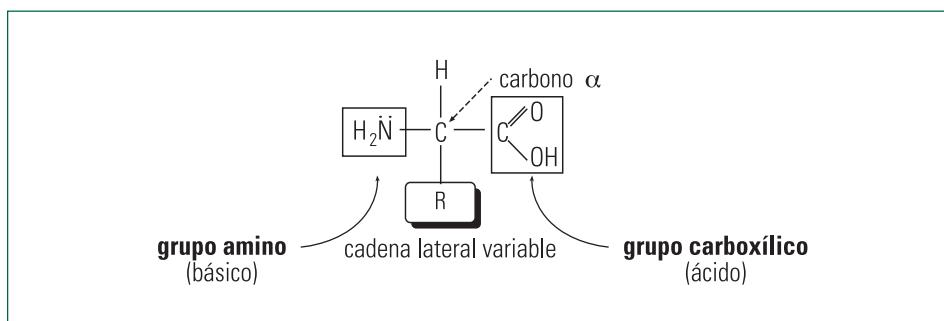 H
carbono α
H₂N̈ C C O
OH
R
grupo amino
(básico)
cadena lateral variable
grupo carboxílico
(ácido)